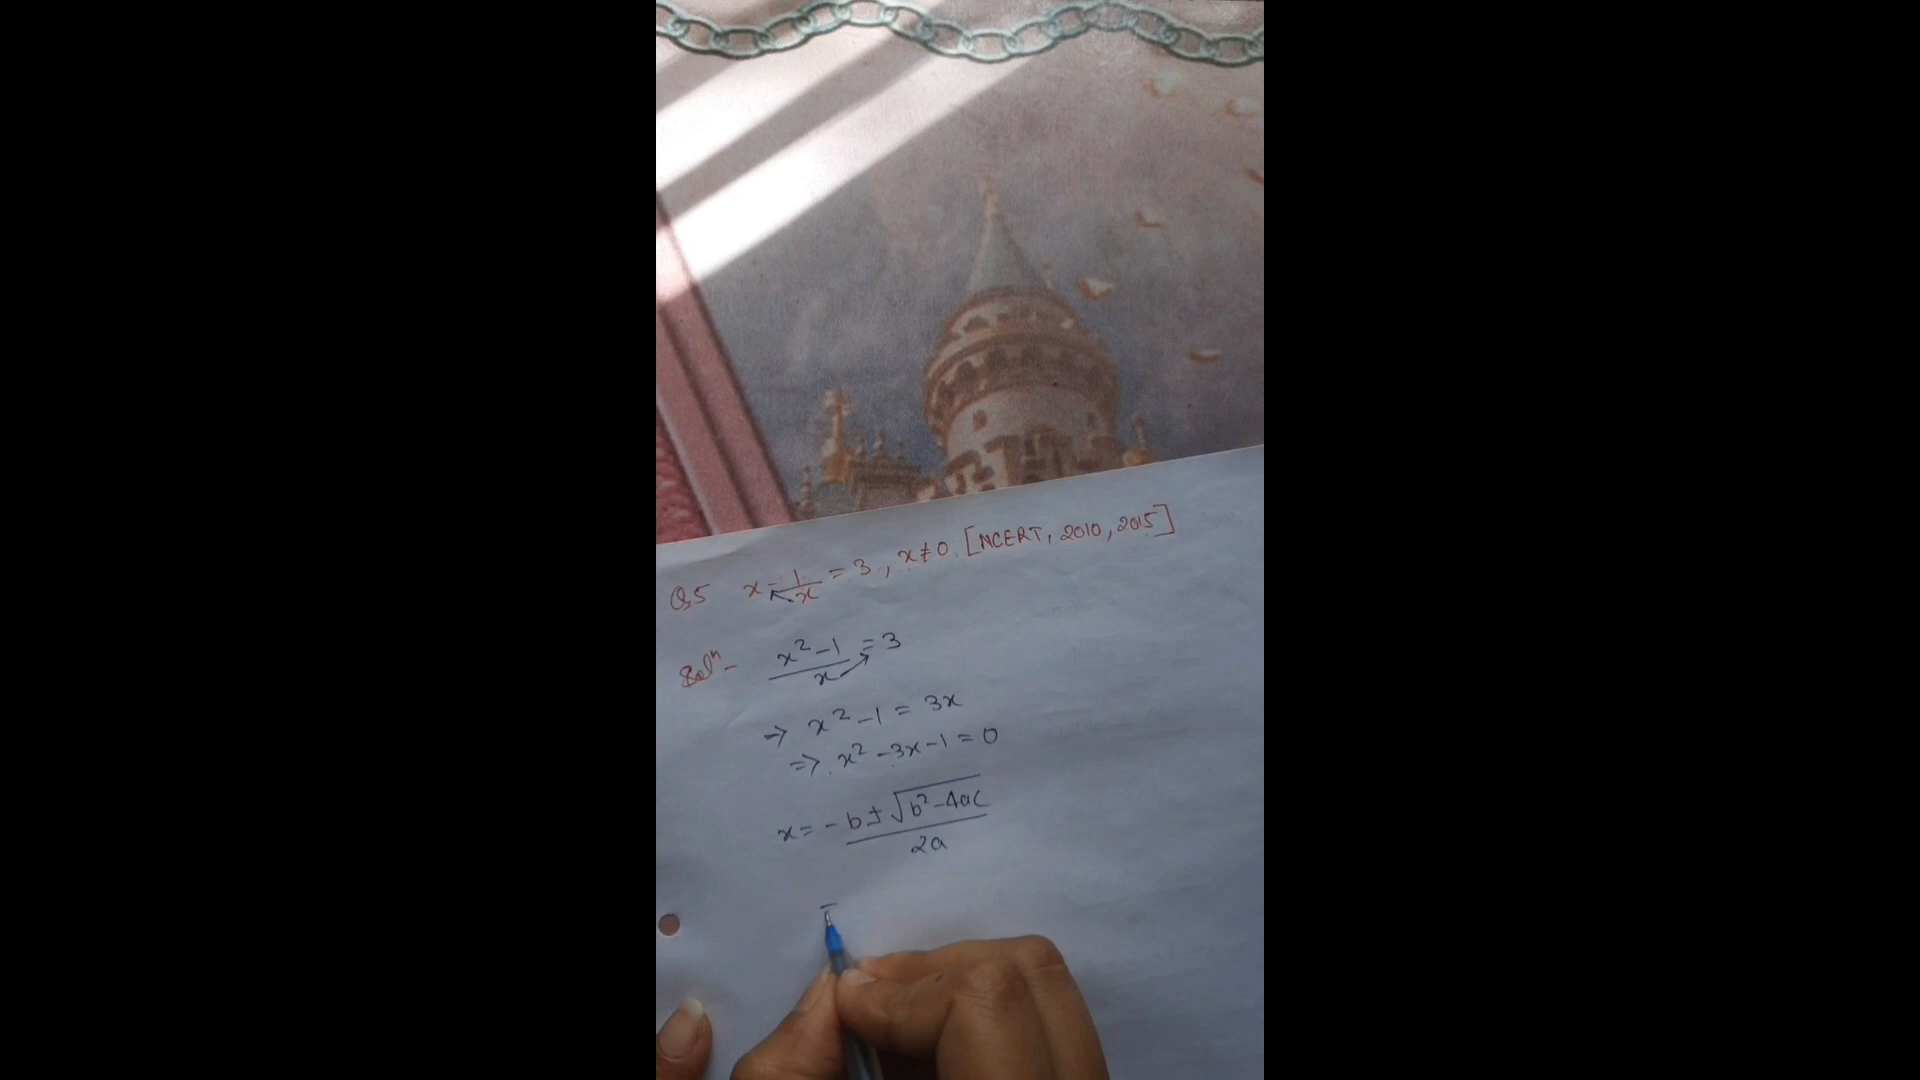 Q.5 x - 1/x = 3, x ≠ 0. [NCERT, 2010, 2015]
Solⁿ - x² - 1/x = 3
⇒ x² - 1 = 3x
⇒ x² - 3x - 1 = 0
x = -b ± √b² - 4ac/2a
=